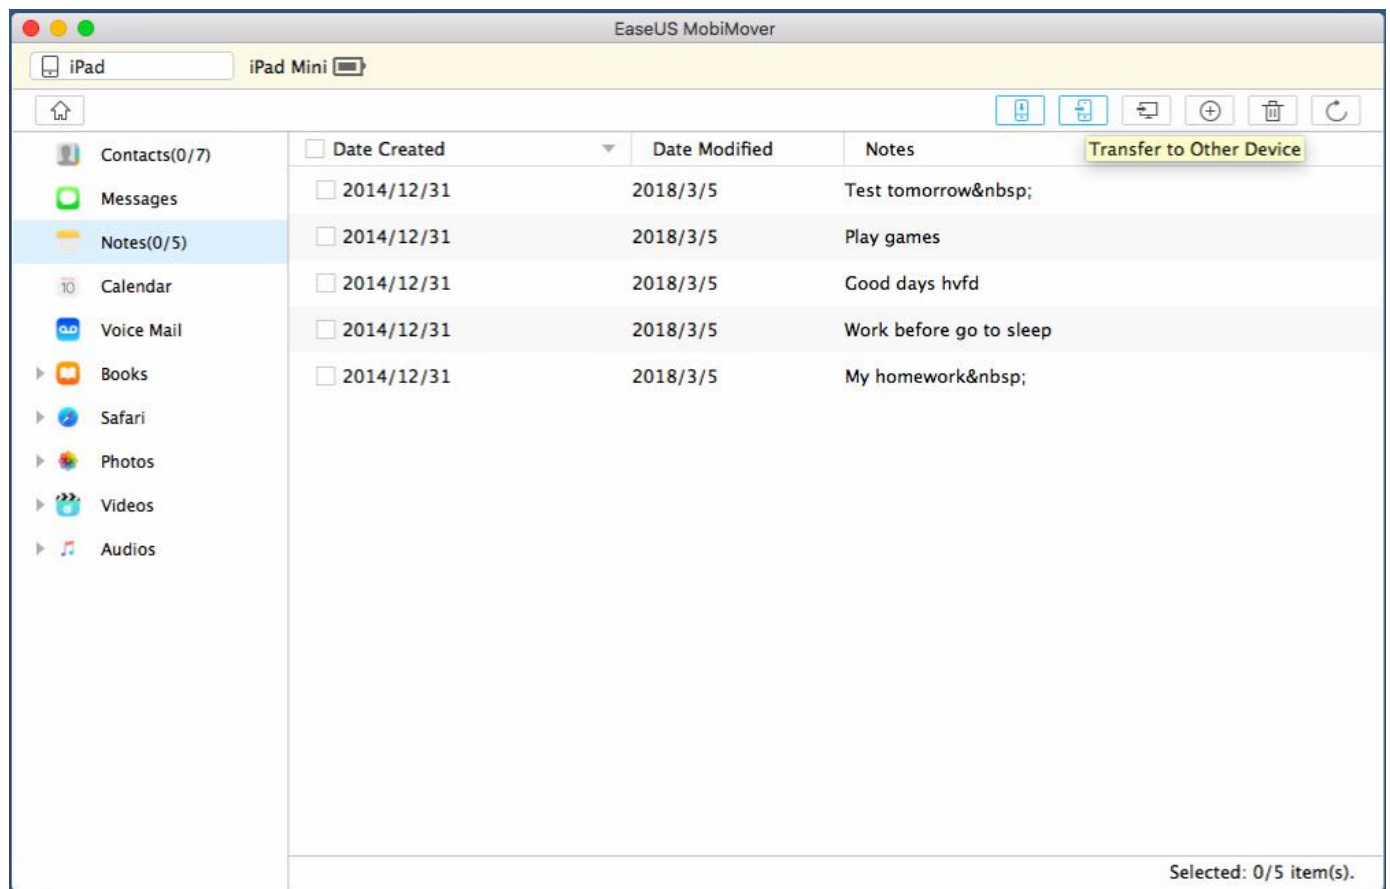 EaseUS MobiMover
iPad iPad Mini
Contacts(0/7)
Messages
Notes(0/5)
10 Calendar
Voice Mail
Books
Safari
Photos
Videos
Audios
Date Created Date Modified Notes
Transfer to Other Device
2014/12/31 2018/3/5 Test tomorrow&nbsp;
2014/12/31 2018/3/5 Play games
2014/12/31 2018/3/5 Good days hvfd
2014/12/31 2018/3/5 Work before go to sleep
2014/12/31 2018/3/5 My homework&nbsp;
Selected: 0/5 item(s).